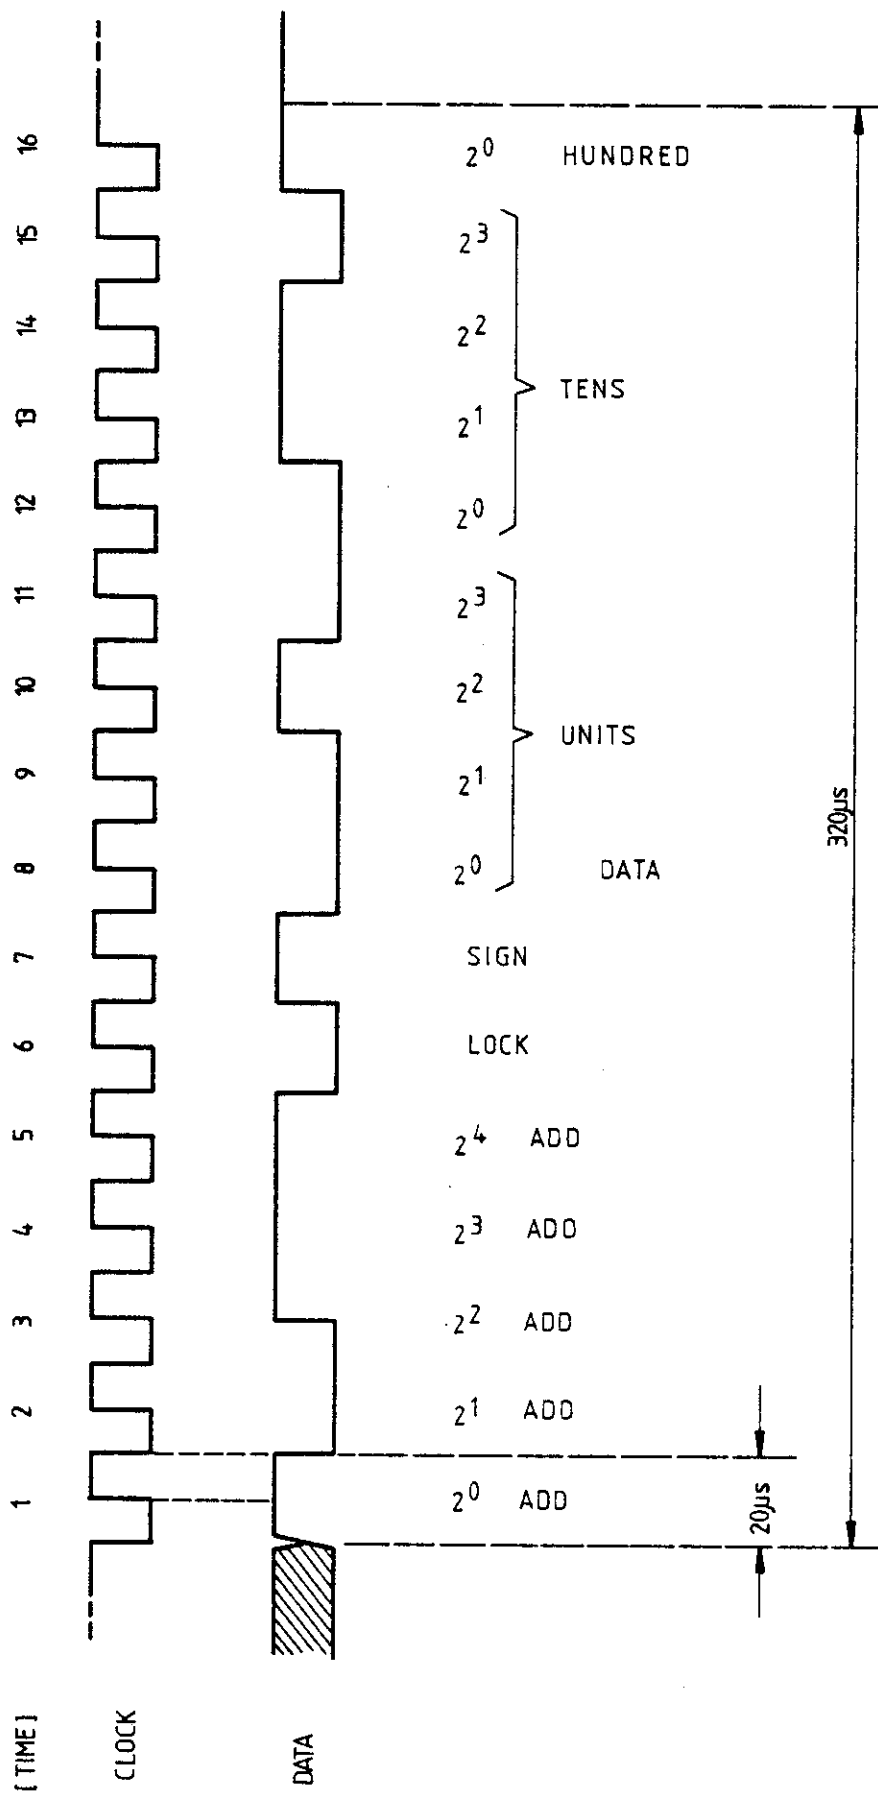 [TIME] 1 2 3 4 5 6 7 8 9 10 11 12 13 14 15 16
CLOCK
DATA
2⁰ HUNDRED
2³
2²
TENS
2¹
2⁰
2³
2²
UNITS
2¹
2⁰ DATA
SIGN
LOCK
2⁴ ADD
2³ ADD
2² ADD
2¹ ADD
2⁰ ADD
20µs
320µs